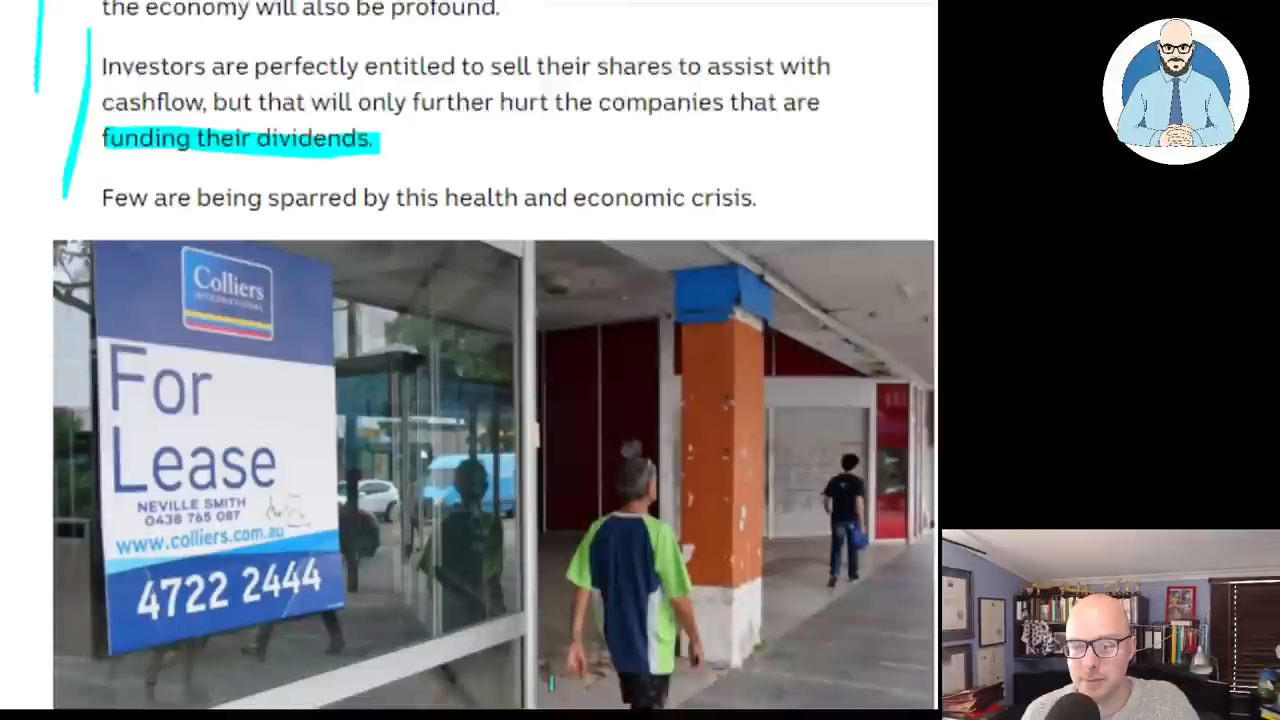 the economy will also be profound.
Investors are perfectly entitled to sell their shares to assist with
cashflow, but that will only further hurt the companies that are
funding their dividends.
Few are being sparred by this health and economic crisis.
Colliers
INTERNATIONAL
For
Lease
NEVILLE SMITH
0438 765 087
www.colliers.com.au
4722 2444